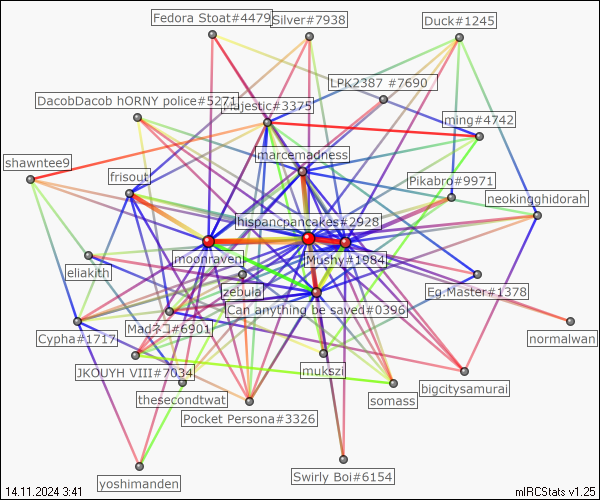 Fedora Stoat#4479
Silver#7938
Duck#1245
LPK2387 #7690
DacobDacob hORNY police#5271
Majestic#3375
ming#4742
marcemadness
shawntee9
frisout
Pikabro#9971
neokingghidorah
hispancpancakes#2928
moonraven
Mushy#1984
eliakith
zebula
Eg.Master#1378
Can anything be saved#0396
Madネコ#6901
Cypha#1717
normalwan
JKOUYH VIII#7034
mukszi
bigcitysamurai
thesecondtwat
somass
Pocket Persona#3326
Swirly Boi#6154
yoshimanden
14.11.2024 3:41
mIRCStats v1.25